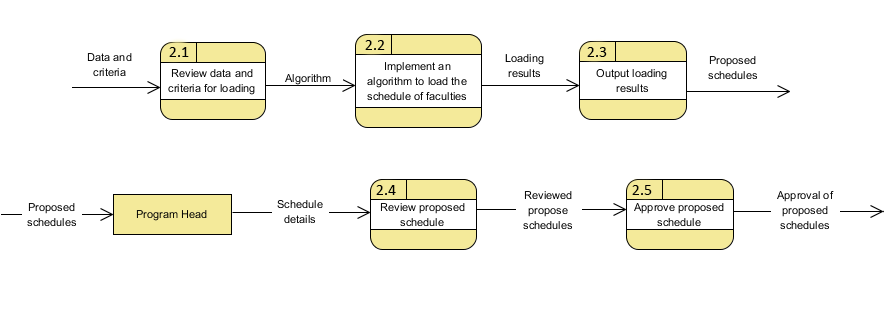 Data and
criteria
2.1
Review data and
criteria for loading
Algorithm
2.2
Implement an
algorithm to load the
schedule of faculties
Loading
results
2.3
Output loading
results
Proposed
schedules
Proposed
schedules
Program Head
Schedule
details
2.4
Review proposed
schedule
Reviewed
propose
schedules
2.5
Approve proposed
schedule
Approval of
proposed
schedules